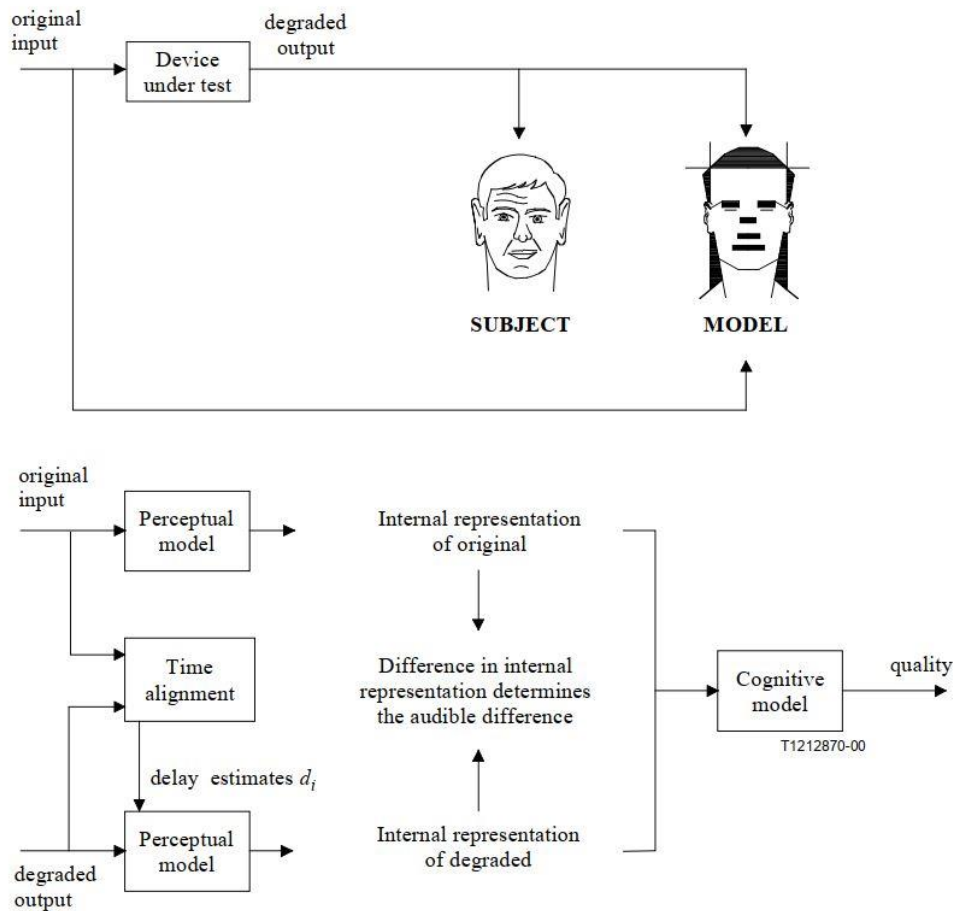 original
input
degraded
output
Device
under test
SUBJECT
MODEL
original
input
Perceptual
model
Internal representation
of original
Time
alignment
Difference in internal
representation determines
the audible difference
Cognitive
model
quality
T1212870-00
delay estimates dᵢ
Perceptual
model
Internal representation
of degraded
degraded
output